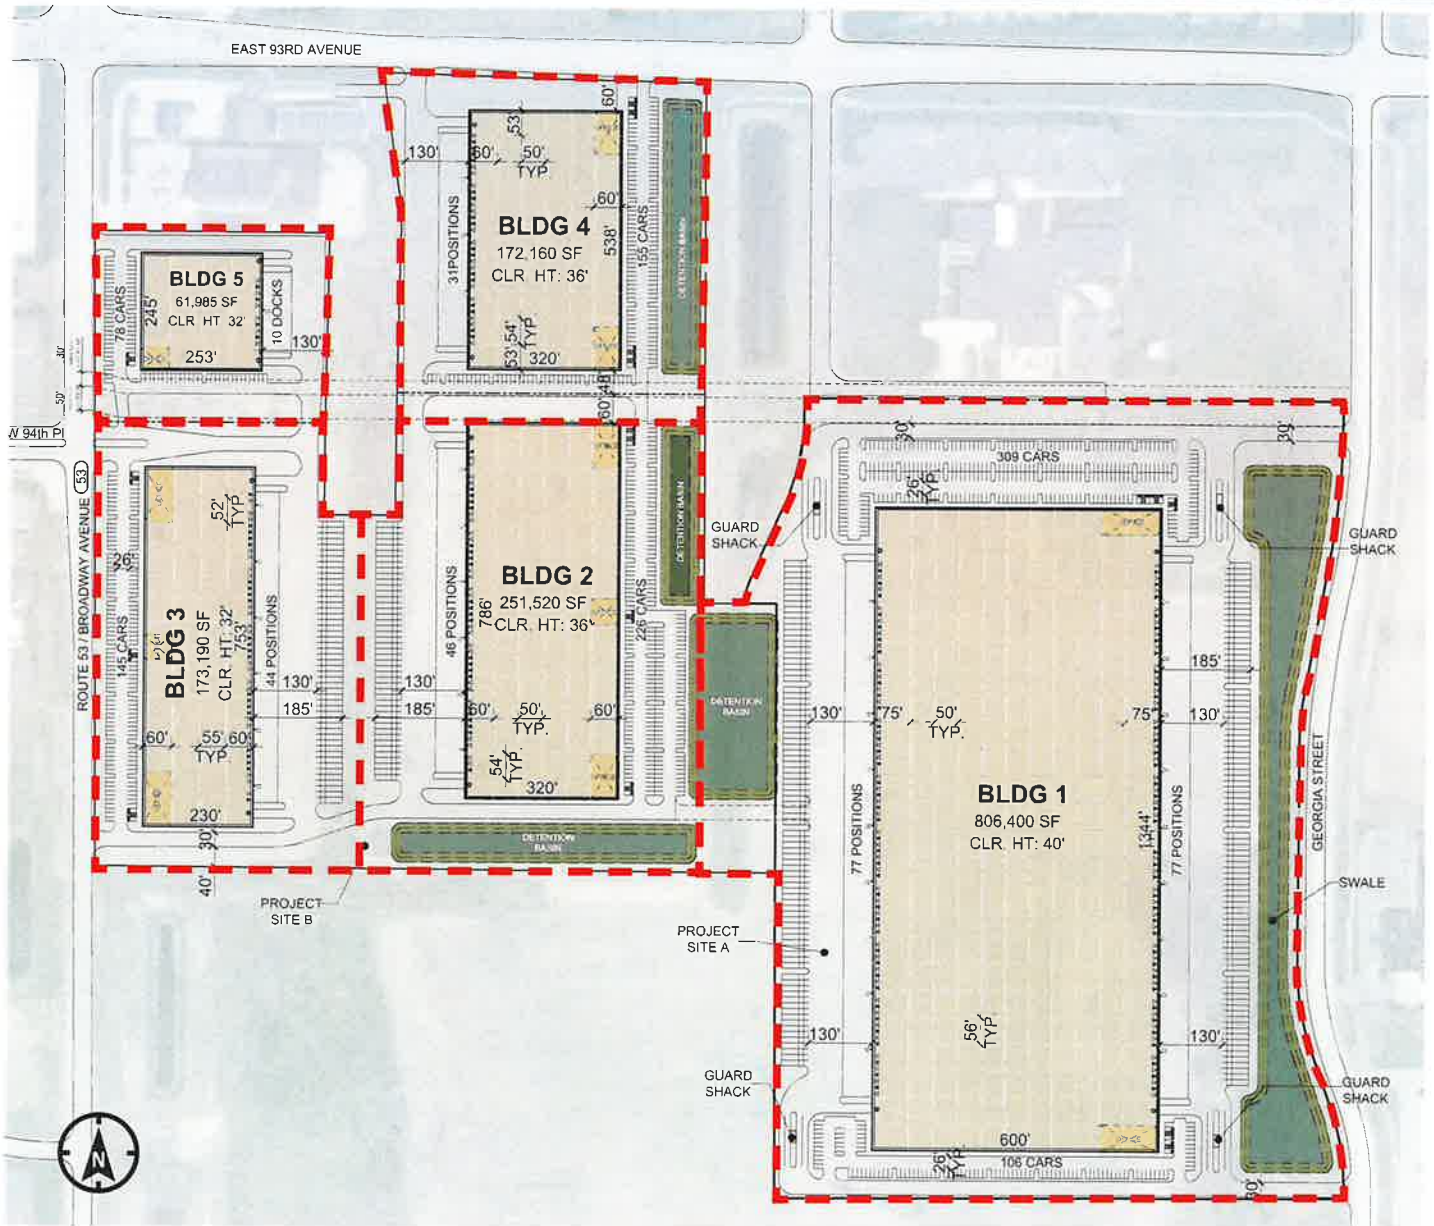 EAST 93RD AVENUE
60'
53'
130'
60'
50'
TYP.
31 POSITIONS
BLDG 4
172,160 SF
CLR. HT: 36'
60'
538'
155 CARS
DETENTION BASIN
53'
54'
TYP.
320'
48'
60'
BLDG 5
61,985 SF
CLR. HT 32'
78 CARS
245'
253'
10 DOCKS
130'
30'
50'
W 94th Pl
ROUTE 53 / BROADWAY AVENUE
53
52'
TYP.
26'
145 CARS
BLDG 3
173,190 SF
CLR. HT: 32'
753'
44 POSITIONS
130'
185'
60'
55'
TYP.
60'
230'
30'
40'
PROJECT
SITE B
46 POSITIONS
BLDG 2
251,520 SF
CLR. HT: 36'
786'
226 CARS
DETENTION BASIN
130'
185'
60'
50'
TYP.
60'
54'
TYP.
320'
DETENTION
BASIN
DETENTION
BASIN
30'
309 CARS
30'
26'
TYP.
OFFICE
GUARD
SHACK
GUARD
SHACK
185'
130'
75'
50'
TYP.
75'
130'
BLDG 1
806,400 SF
CLR. HT: 40'
77 POSITIONS
1344'
77 POSITIONS
GEORGIA STREET
SWALE
PROJECT
SITE A
130'
56'
TYP.
130'
GUARD
SHACK
GUARD
SHACK
600'
26'
TYP.
106 CARS
30'
N